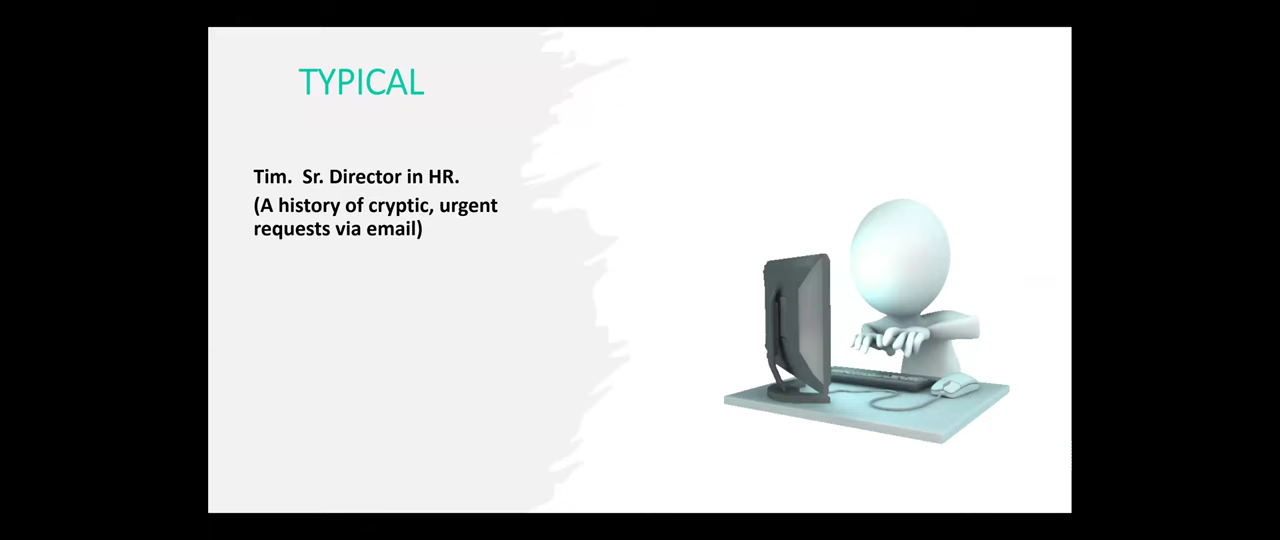 TYPICAL
Tim.  Sr. Director in HR.
(A history of cryptic, urgent
requests via email)